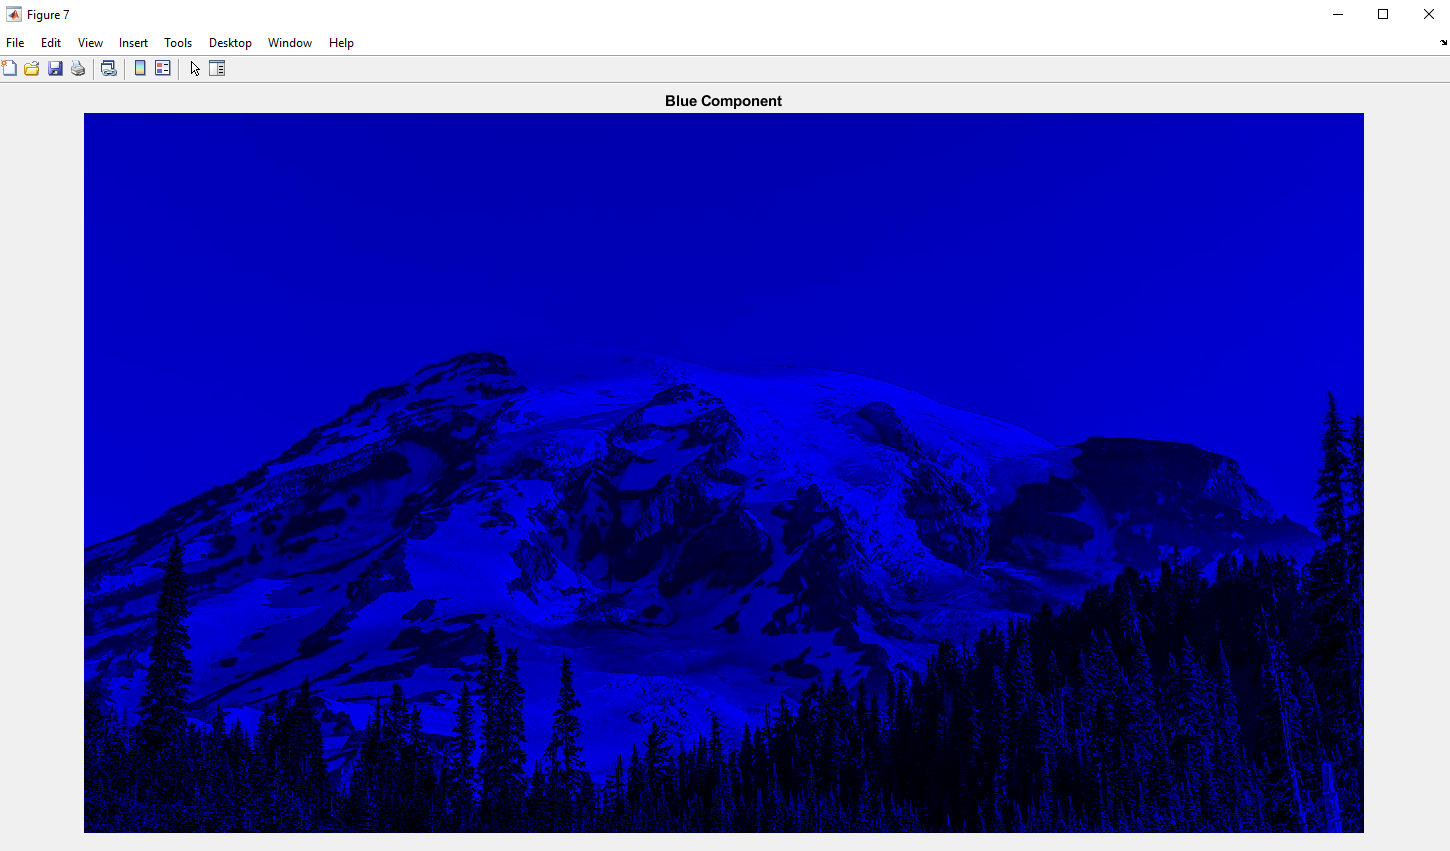 Figure 7
File Edit View Insert Tools Desktop Window Help
Blue Component